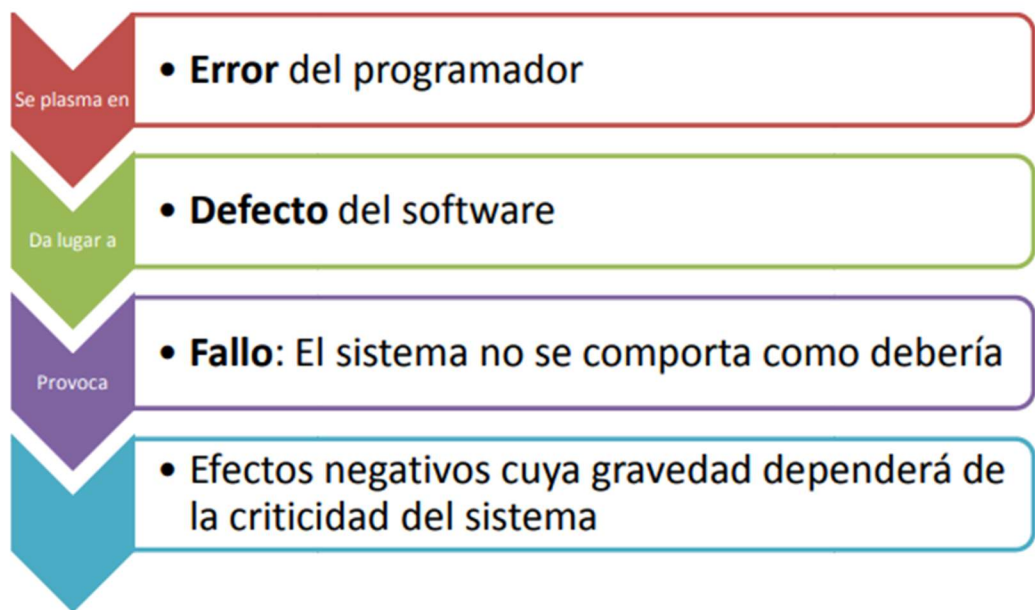 • Error del programador
Se plasma en
• Defecto del software
Da lugar a
• Fallo: El sistema no se comporta como debería
Provoca
• Efectos negativos cuya gravedad dependerá de
la criticidad del sistema